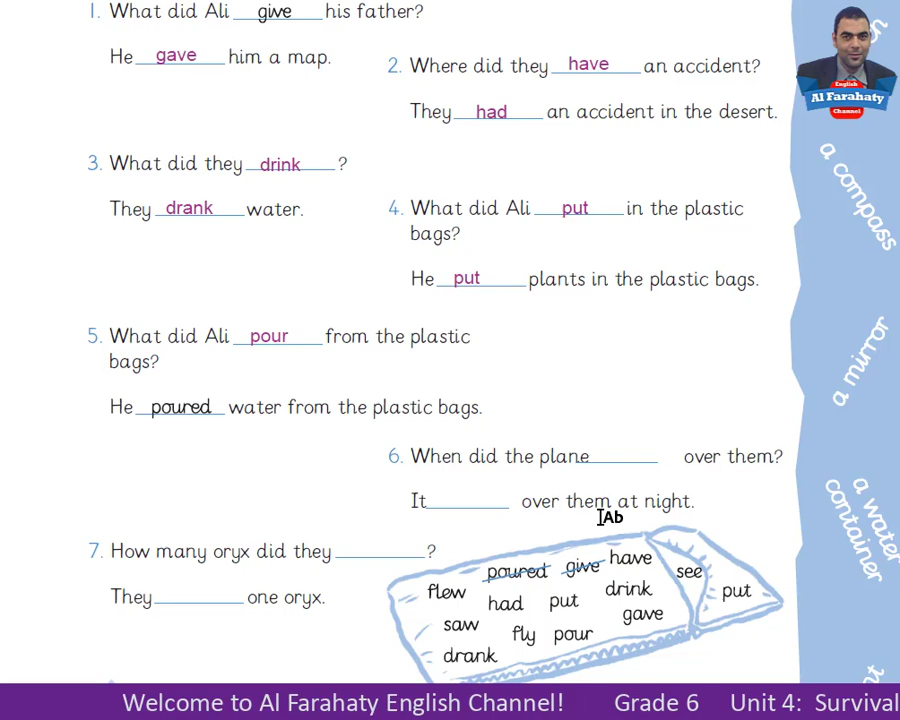 1. What did Ali give his father?
He gave him a map.
2. Where did they have an accident?
They had an accident in the desert.
3. What did they drink ?
They drank water.
4. What did Ali put in the plastic
bags?
He put plants in the plastic bags.
5. What did Ali pour from the plastic
bags?
He poured water from the plastic bags.
6. When did the plane over them?
It over them at night.
Ab
7. How many oryx did they ?
They one oryx.
poured give have see
flew had put drink put
saw fly pour gave
drank
English
Al Farahaty
Channel
a compass
a mirror
a water
container
Welcome to Al Farahaty English Channel! Grade 6 Unit 4: Survival